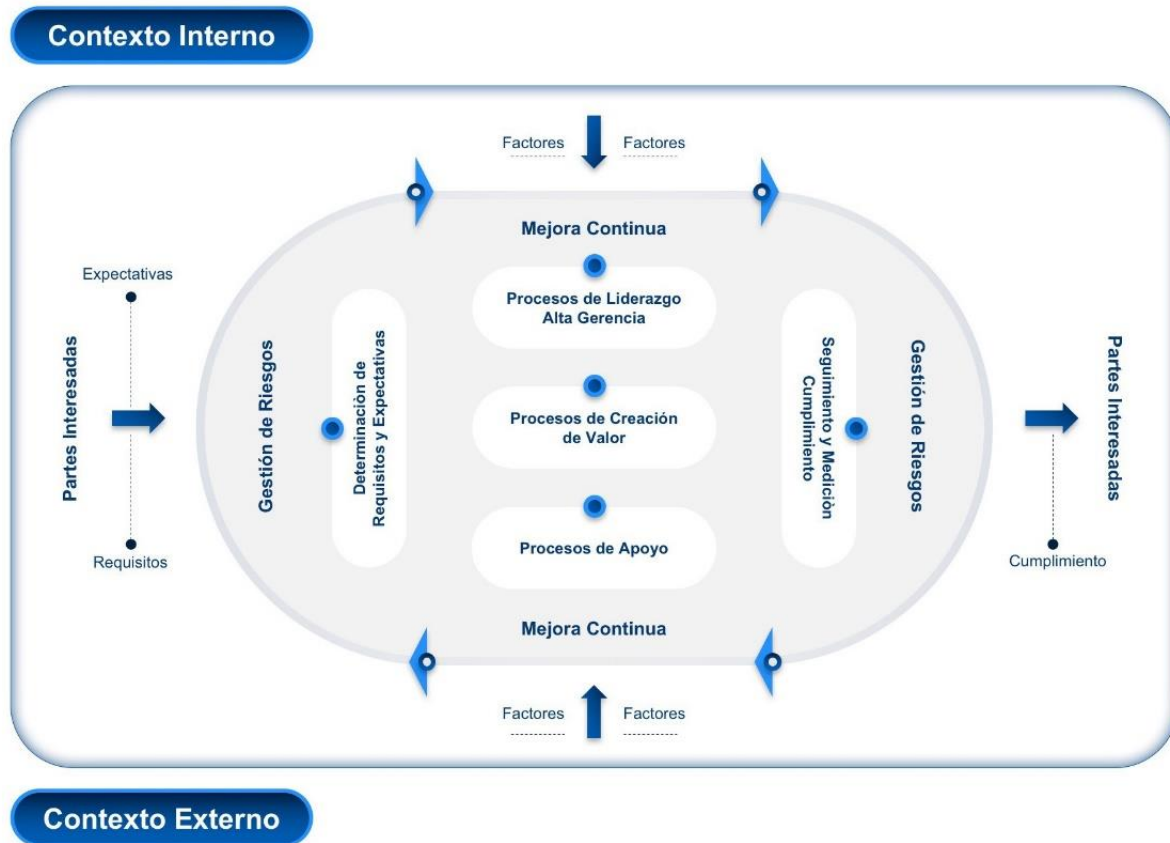 Contexto Interno
Factores
Factores
Mejora Continua
Expectativas
Procesos de Liderazgo
Alta Gerencia
Partes Interesadas
Gestión de Riesgos
Determinaciòn de
Requisitos y Expectativas
Procesos de Creación
de Valor
Seguimiento y Mediciòn
Cumplimiento
Gestión de Riesgos
Partes Interesadas
Procesos de Apoyo
Requisitos
Cumplimiento
Mejora Continua
Factores
Factores
Contexto Externo